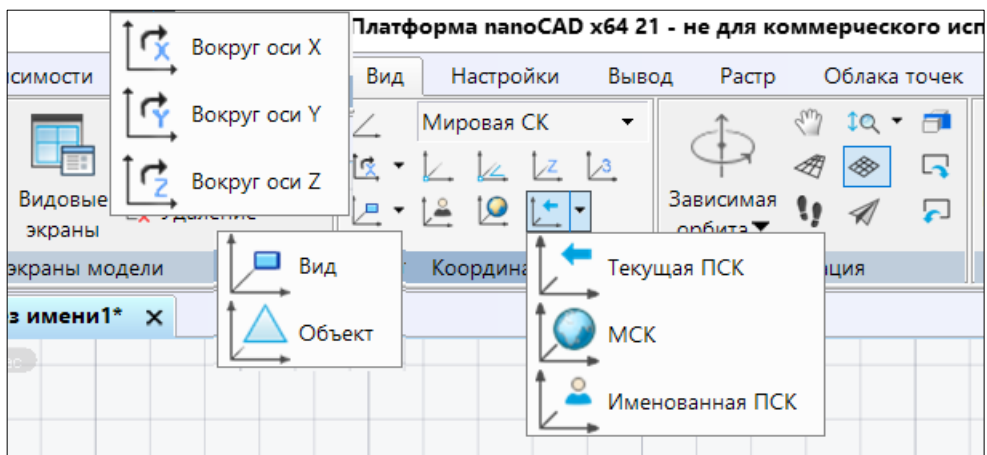 Платформа nanoCAD x64 21 - не для коммерческого исп
Вокруг оси X
Вокруг оси Y
Вокруг оси Z
симости
Вид
Настройки
Вывод
Растр
Облака точек
Мировая СК
Видовые
экраны
Удаление
Зависимая
орбита
экраны модели
Координа
ация
Вид
Объект
Текущая ПСК
МСК
Именованная ПСК
з имени1*